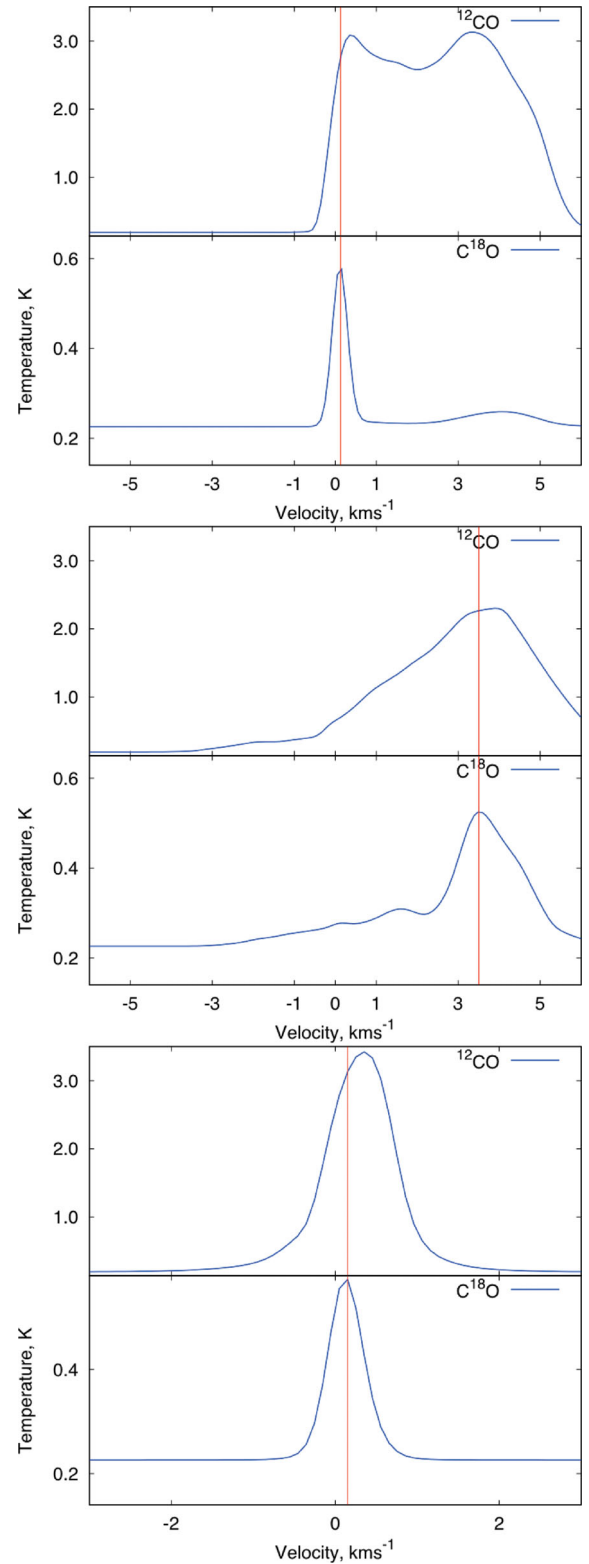 ¹²CO
3.0
2.0
1.0
C¹⁸O
0.6
0.4
0.2
Temperature, K
-5 -3 -1 0 1 3 5
Velocity, kms⁻¹
¹²CO
3.0
2.0
1.0
C¹⁸O
0.6
0.4
0.2
Temperature, K
-5 -3 -1 0 1 3 5
Velocity, kms⁻¹
¹²CO
3.0
2.0
1.0
C¹⁸O
0.4
0.2
Temperature, K
-2 0 2
Velocity, kms⁻¹